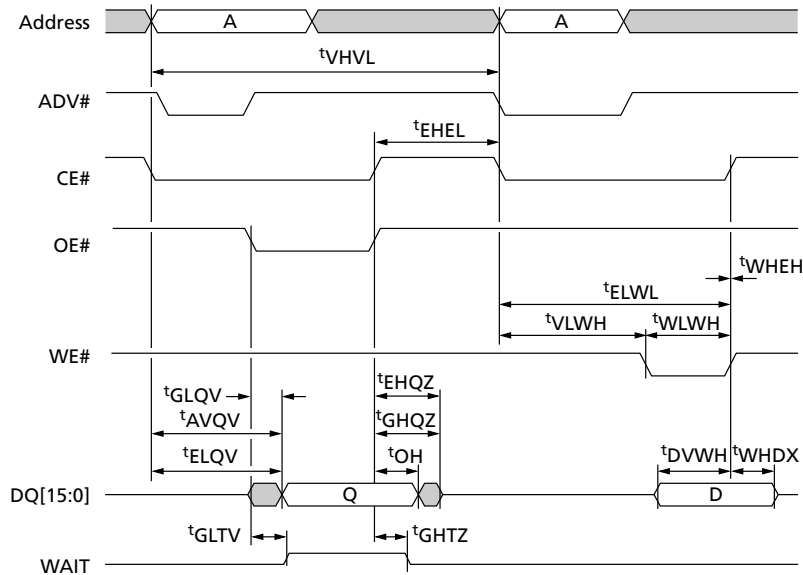 Address A A
tVHVL
ADV#
tEHEL
CE#
OE#
tWHEH
tELWL
tVLWH tWLWH
WE#
tGLQV tEHQZ
tAVQV tGHQZ
tELQV tOH tDVWH tWHDX
DQ[15:0] Q D
tGLTV tGHTZ
WAIT